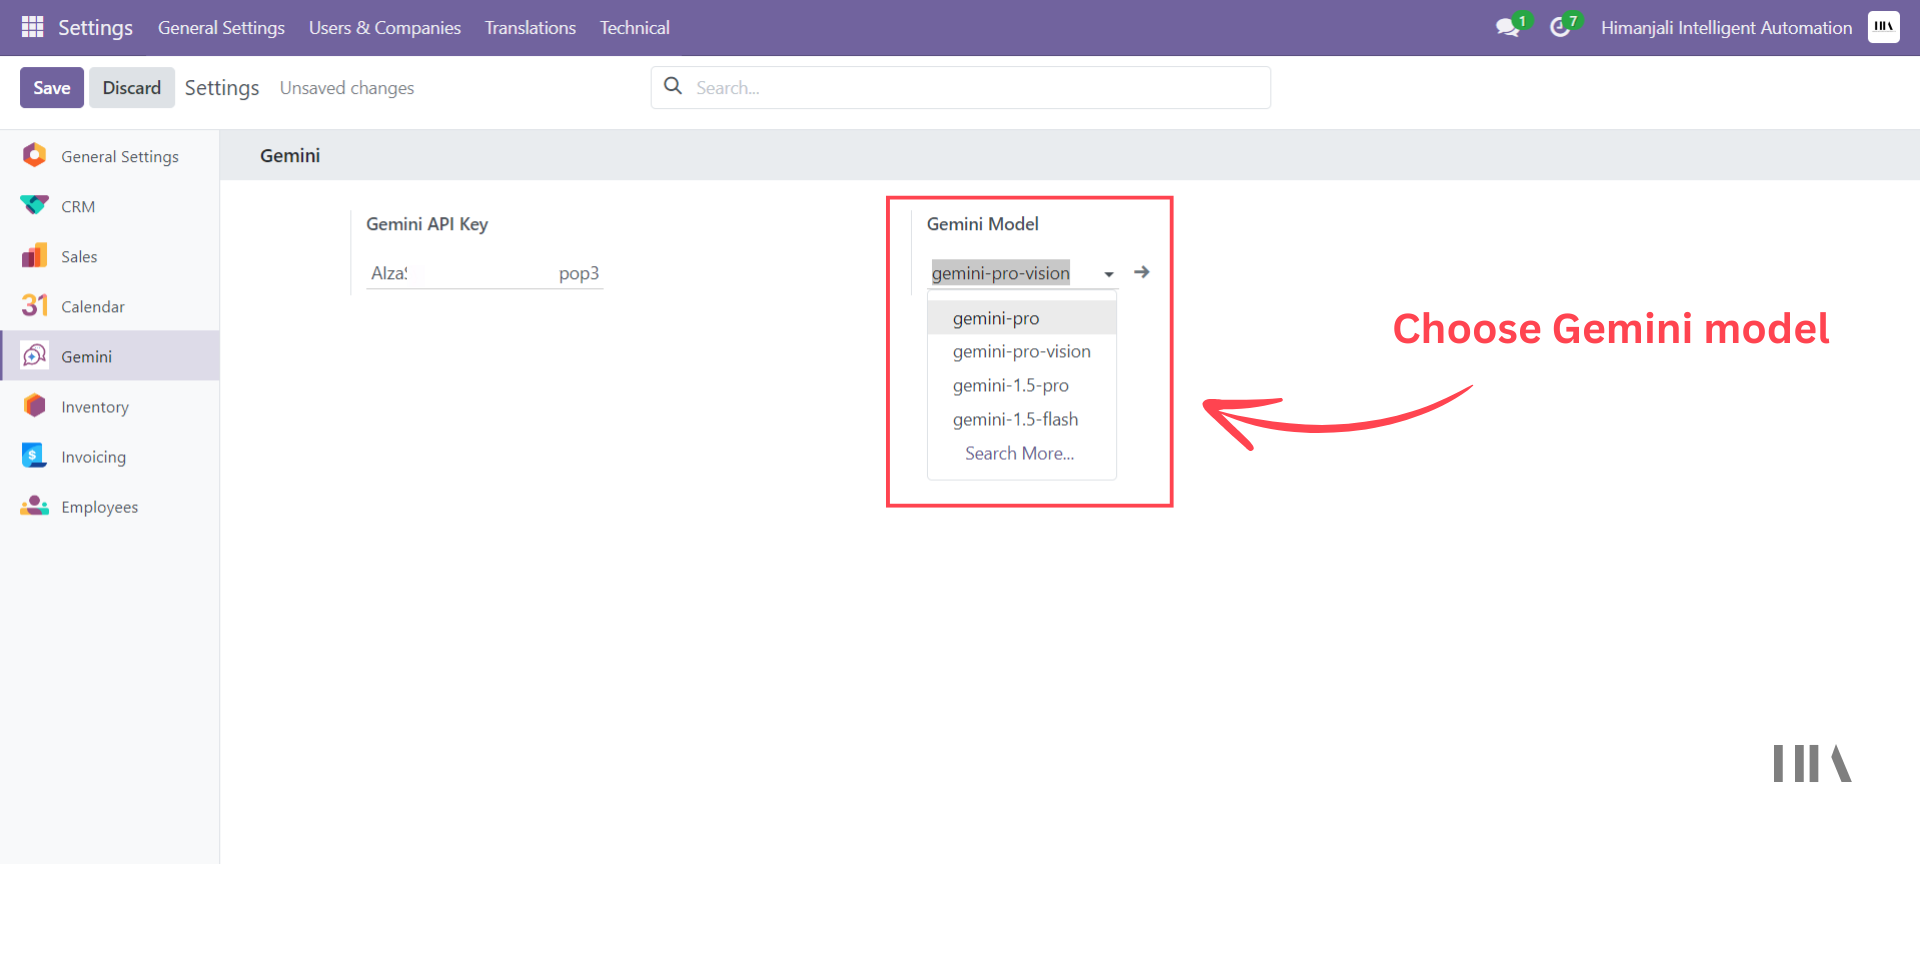 Settings General Settings Users & Companies Translations Technical 1 7 Himanjali Intelligent Automation
Save Discard Settings Unsaved changes Search...
General Settings
CRM
Sales
31 Calendar
Gemini
Inventory
$ Invoicing
Employees
Gemini
Gemini API Key
AIza pop3
Gemini Model
gemini-pro-vision
gemini-pro
gemini-pro-vision
gemini-1.5-pro
gemini-1.5-flash
Search More...
Choose Gemini model